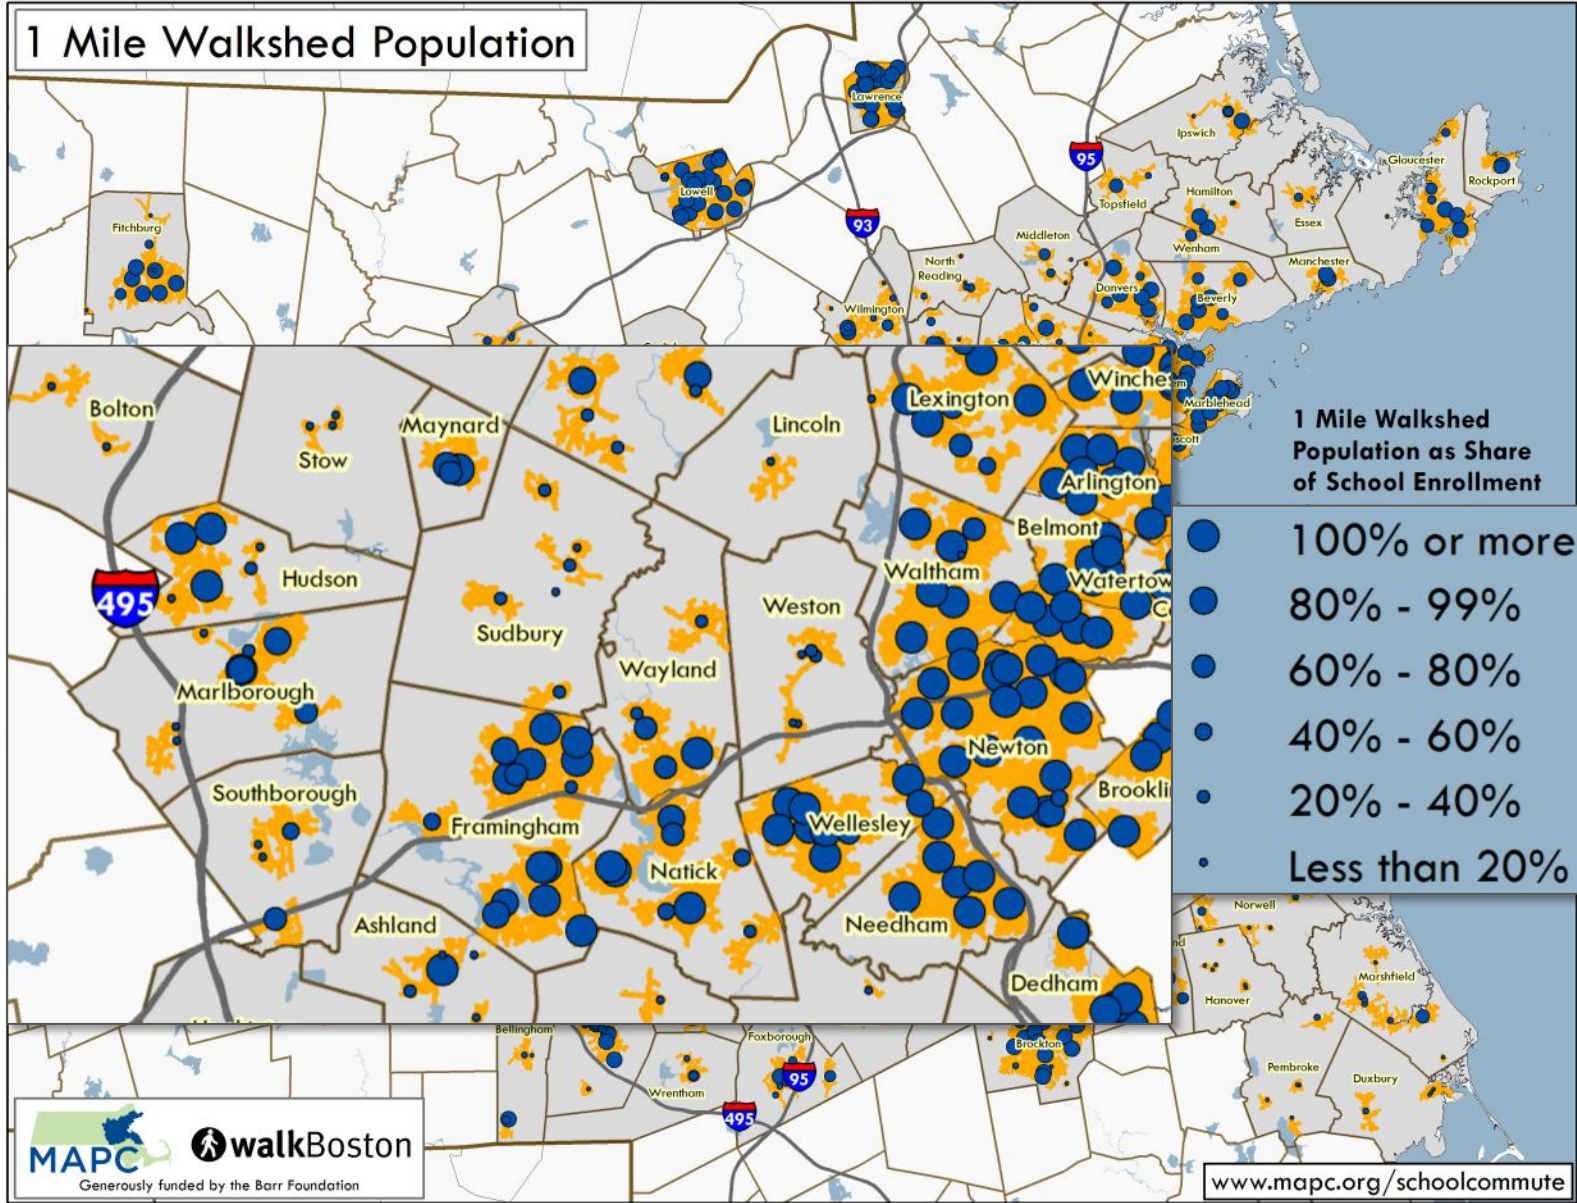 1 Mile Walkshed Population
Lawrence
Lowell
Fitchburg
95
93
Ipswich
Gloucester
Rockport
Topsfield
Hamilton
Essex
Wenham
Manchester
Middleton
North
Reading
Danvers
Beverly
Wilmington
Marblehead
Bolton
Stow
Maynard
Lincoln
Lexington
Arlington
Belmont
Waltham
Hudson
495
Sudbury
Weston
Wayland
Marlborough
Newton
Southborough
Framingham
Wellesley
Natick
Ashland
Needham
Dedham
1 Mile Walkshed
Population as Share
of School Enrollment
100% or more
80% - 99%
60% - 80%
40% - 60%
20% - 40%
Less than 20%
Norwell
Marshfield
Hanover
Pembroke
Duxbury
Bellingham
Foxborough
Brockton
Wrentham
95
495
MAPC
walkBoston
Generously funded by the Barr Foundation
www.mapc.org/schoolcommute